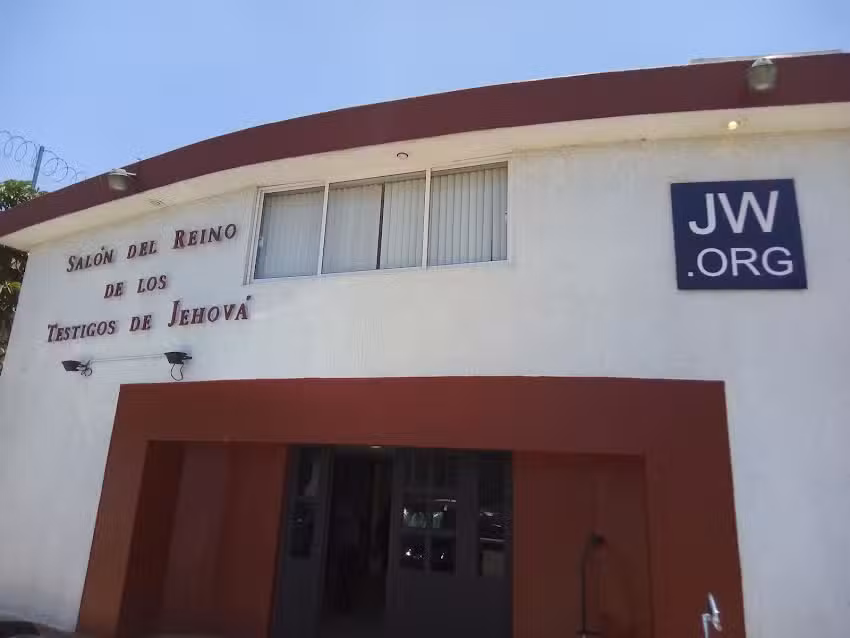 Salón del Reino
de los
Testigos de Jehová
JW
.ORG